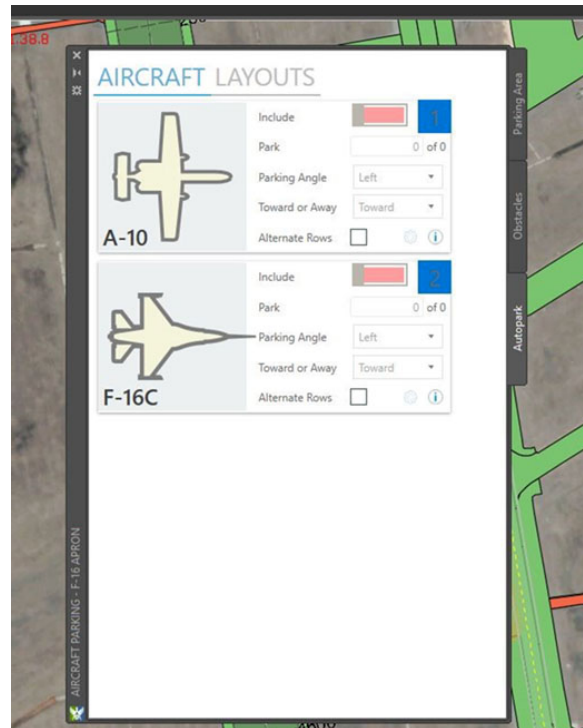 .38.8
AIRCRAFT LAYOUTS
Include
1
Park
0 of 0
Parking Angle
Left
Toward or Away
Toward
A-10
Alternate Rows
Include
2
Park
0 of 0
Parking Angle
Left
Toward or Away
Toward
F-16C
Alternate Rows
Parking Area
Obstacles
Autopark
AIRCRAFT PARKING - F-16 APRON